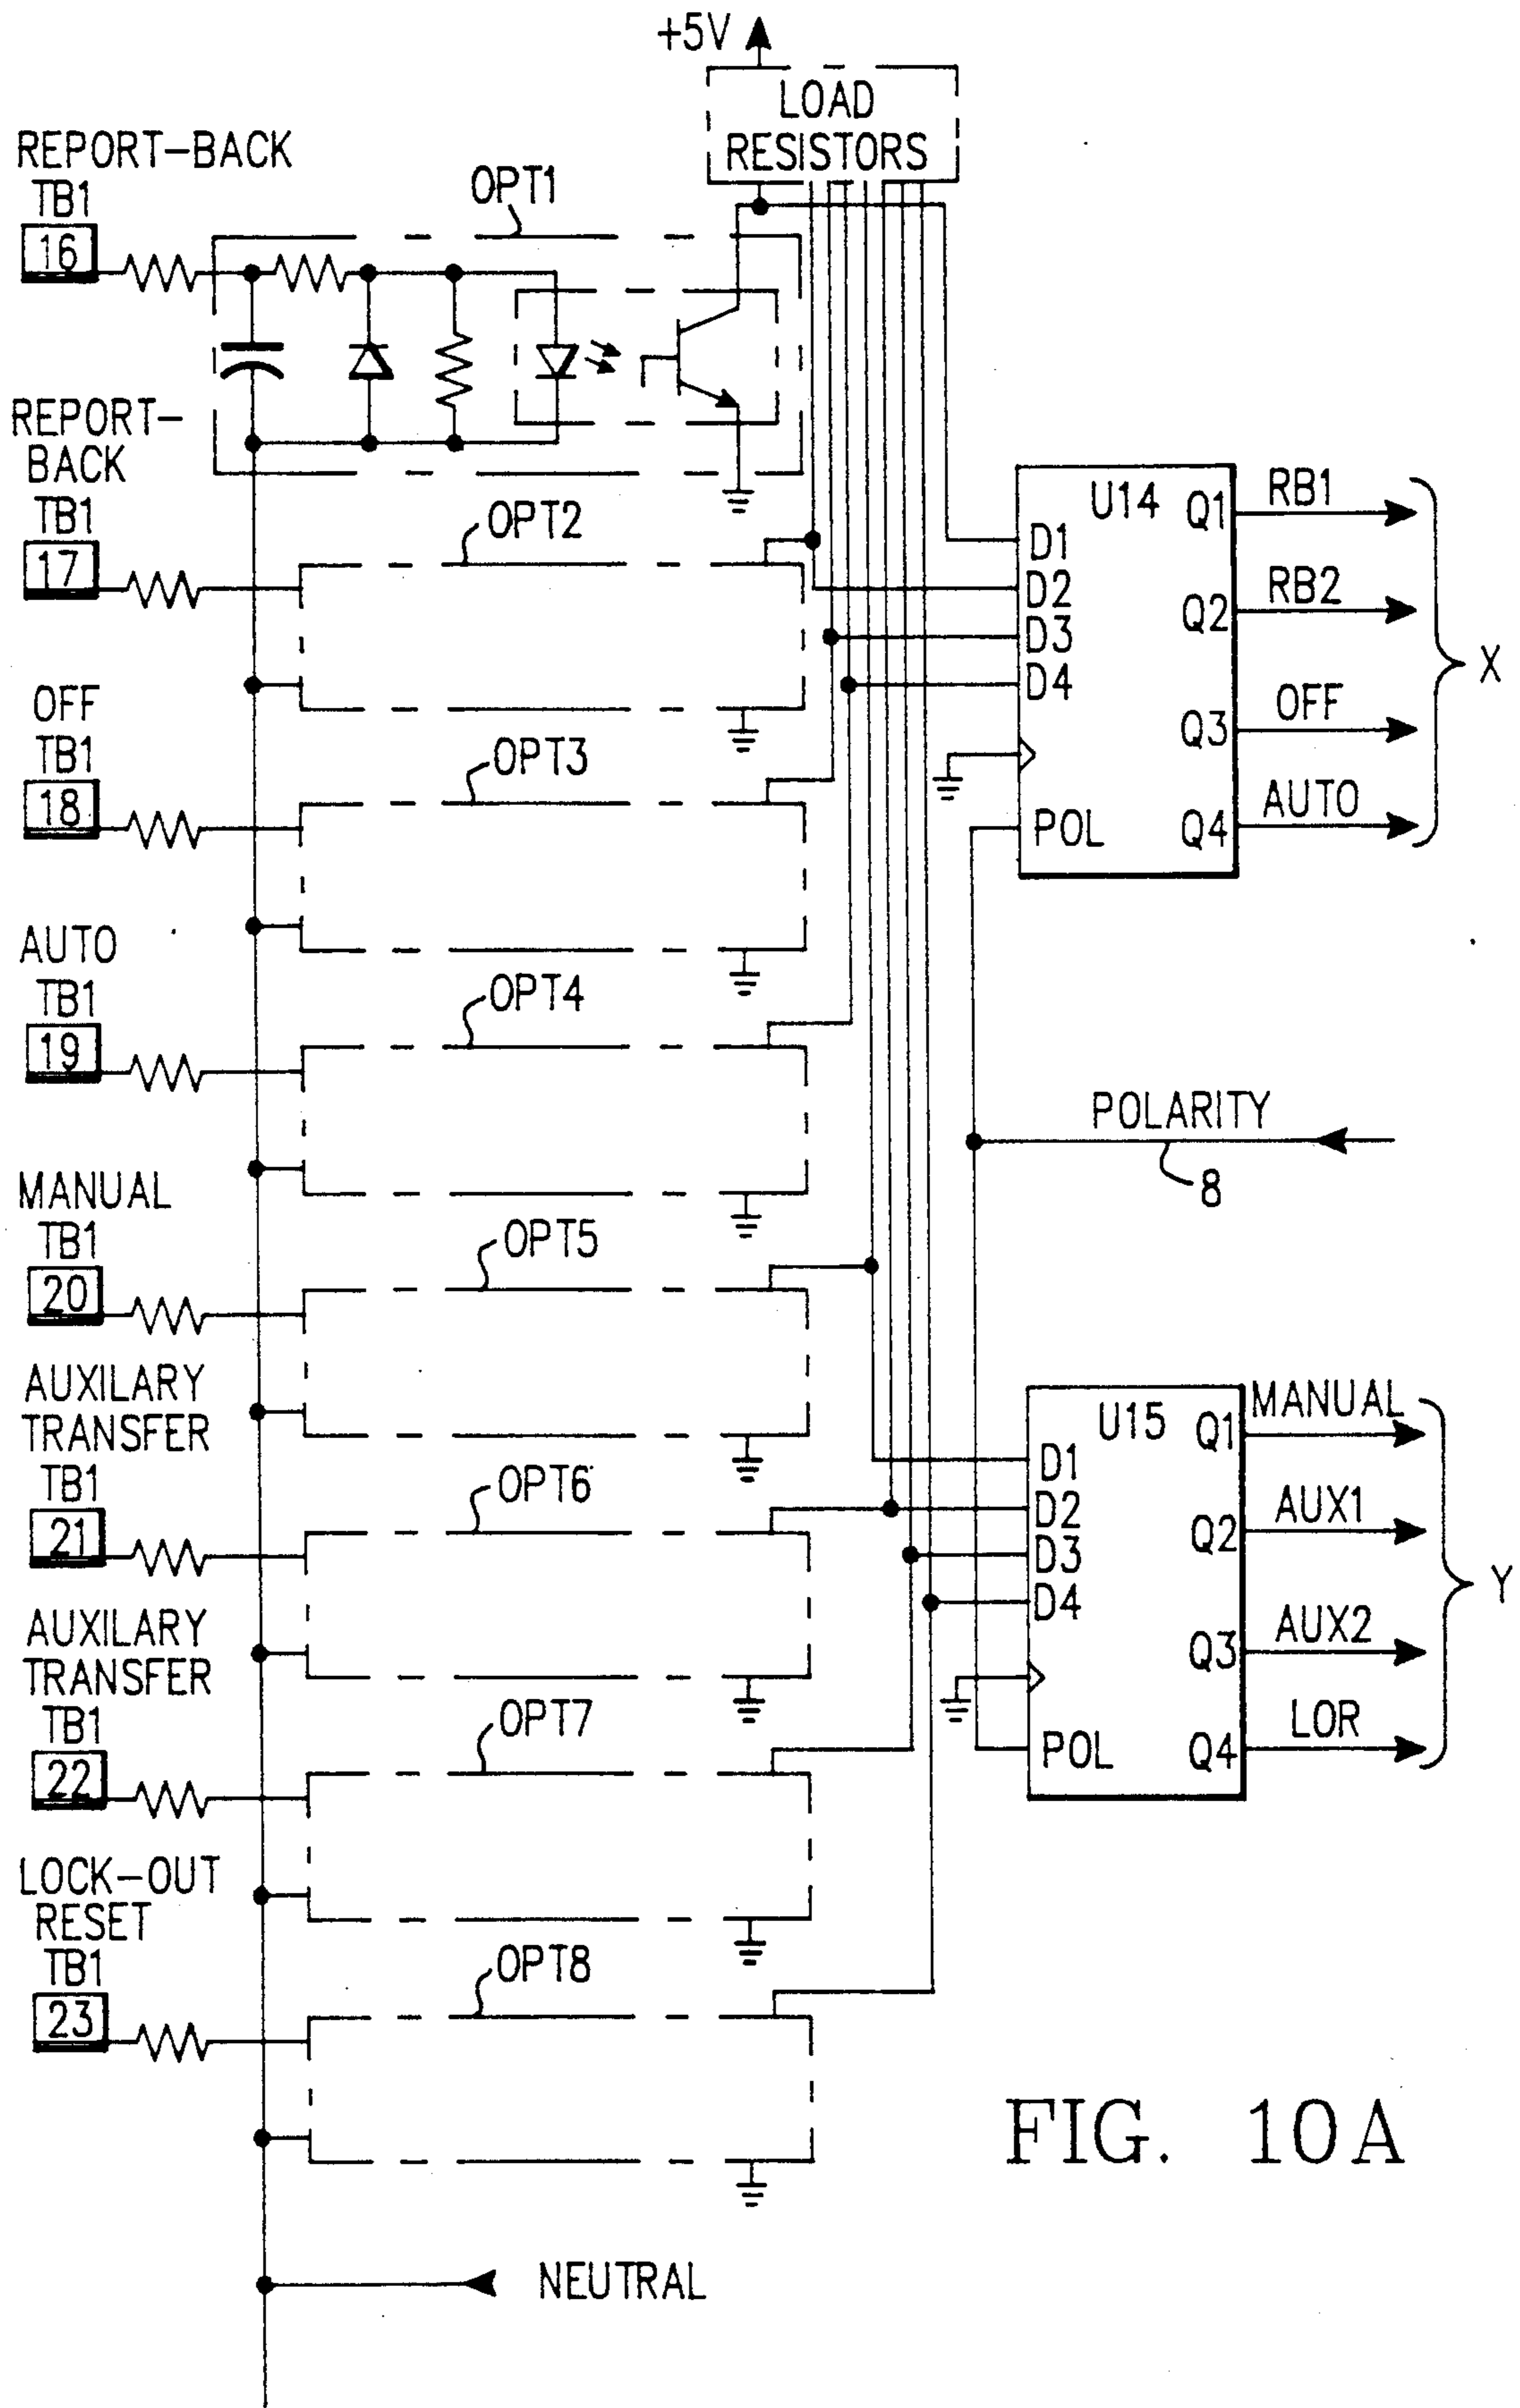 +5V
LOAD
RESISTORS
REPORT-BACK
TB1
16
OPT1
REPORT-
BACK
TB1
17
OPT2
OFF
TB1
18
OPT3
AUTO
TB1
19
OPT4
MANUAL
TB1
20
OPT5
AUXILARY
TRANSFER
TB1
21
OPT6
AUXILARY
TRANSFER
TB1
22
OPT7
LOCK-OUT
RESET
TB1
23
OPT8
NEUTRAL
U14
D1
D2
D3
D4
POL
Q1
Q2
Q3
Q4
RB1
RB2
OFF
AUTO
X
POLARITY
8
U15
D1
D2
D3
D4
POL
Q1
Q2
Q3
Q4
MANUAL
AUX1
AUX2
LOR
Y
FIG. 10A